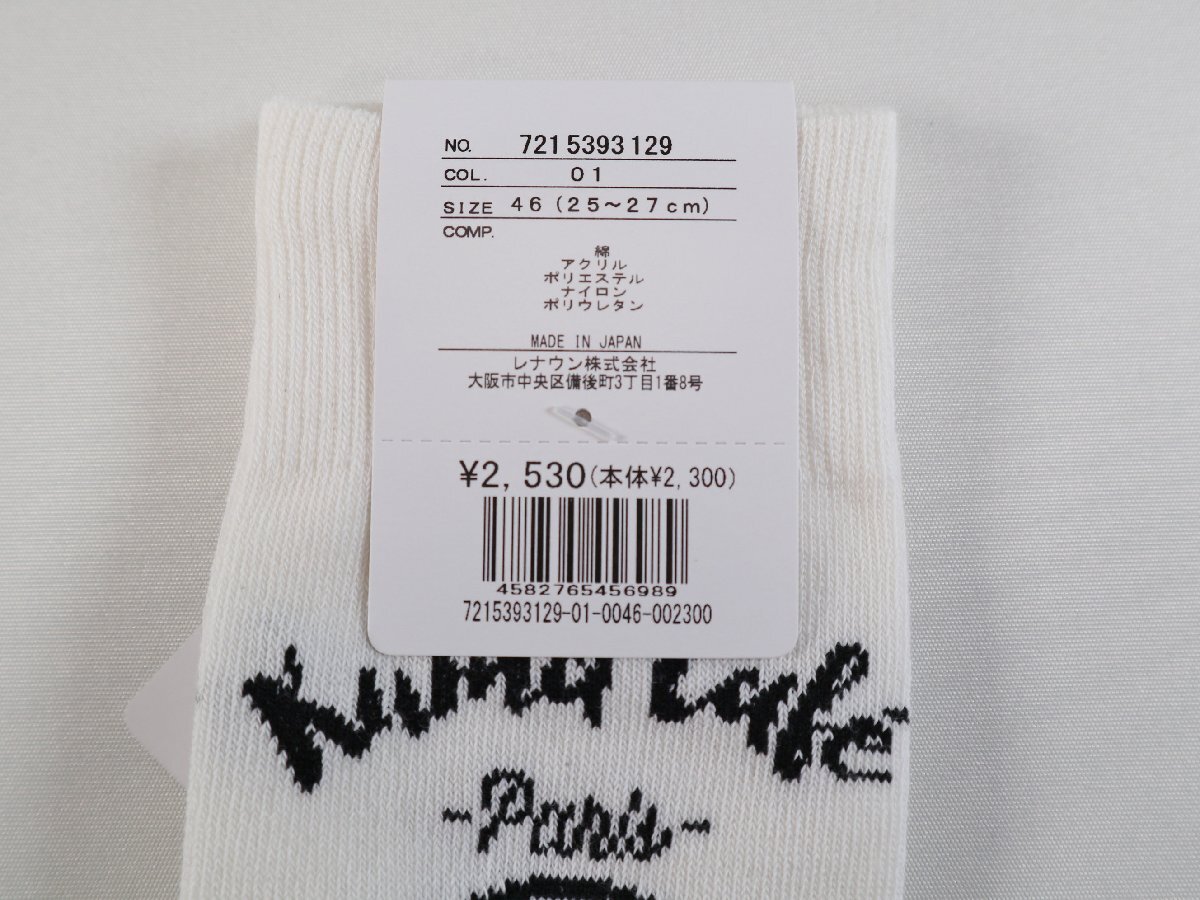 NO. 7215393129
COL. 01
SIZE 46 (25～27cm)
COMP.
綿
アクリル
ポリエステル
ナイロン
ポリウレタン
MADE IN JAPAN
レナウン株式会社
大阪市中央区備後町3丁目1番8号
¥2,530(本体¥2,300)
4582765456989
7215393129-01-0046-002300
-Paris-